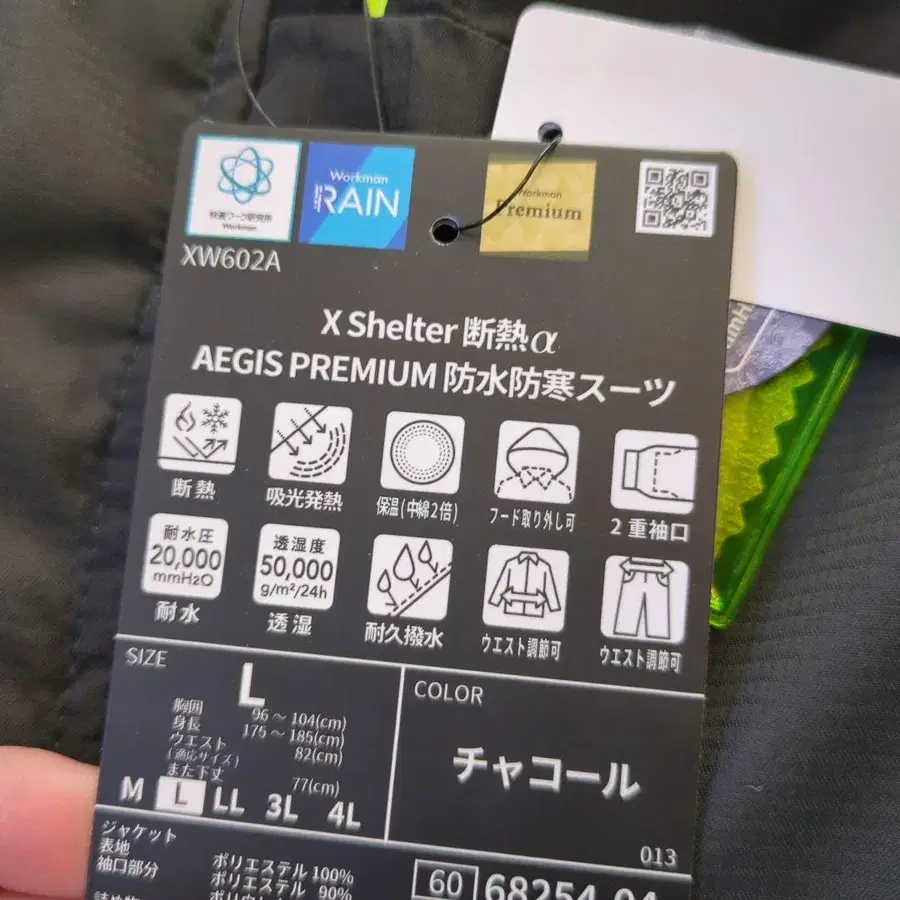 快適ワーク研究所
Workman
Workman
RAIN
Workman
Premium
XW602A
X Shelter 断熱α
AEGIS PREMIUM 防水防寒スーツ
断熱
吸光発熱
保温(中綿2倍)
フード取り外し可
2重袖口
耐水圧
20,000
mmH2O
耐水
透湿度
50,000
g/m²/24h
透湿
耐久撥水
ウエスト調節可
ウエスト調節可
SIZE
L
胸囲 96～104(cm)
身長 175～185(cm)
ウエスト 82(cm)
(適応サイズ)
また下丈 77(cm)
M L LL 3L 4L
COLOR
チャコール
013
ジャケット
表地 ポリエステル 100%
袖口部分 ポリエステル 90%
60 68254